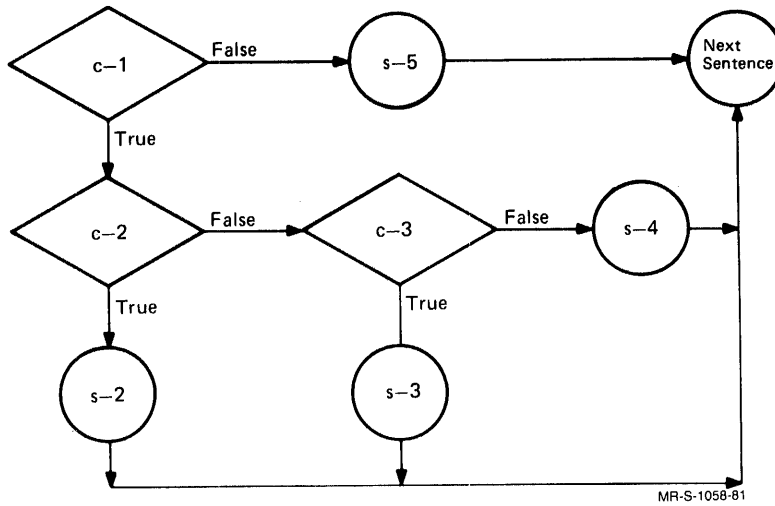 c–1
False
s–5
Next
Sentence
True
c–2
False
c–3
False
s–4
True
True
s–2
s–3
MR-S-1058-81